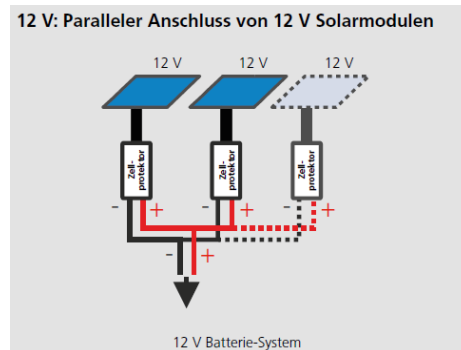 12 V: Paralleler Anschluss von 12 V Solarmodulen
12 V 12 V 12 V
Zell-
protektor
Zell-
protektor
Zell-
protektor
- + - + - +
- +
12 V Batterie-System